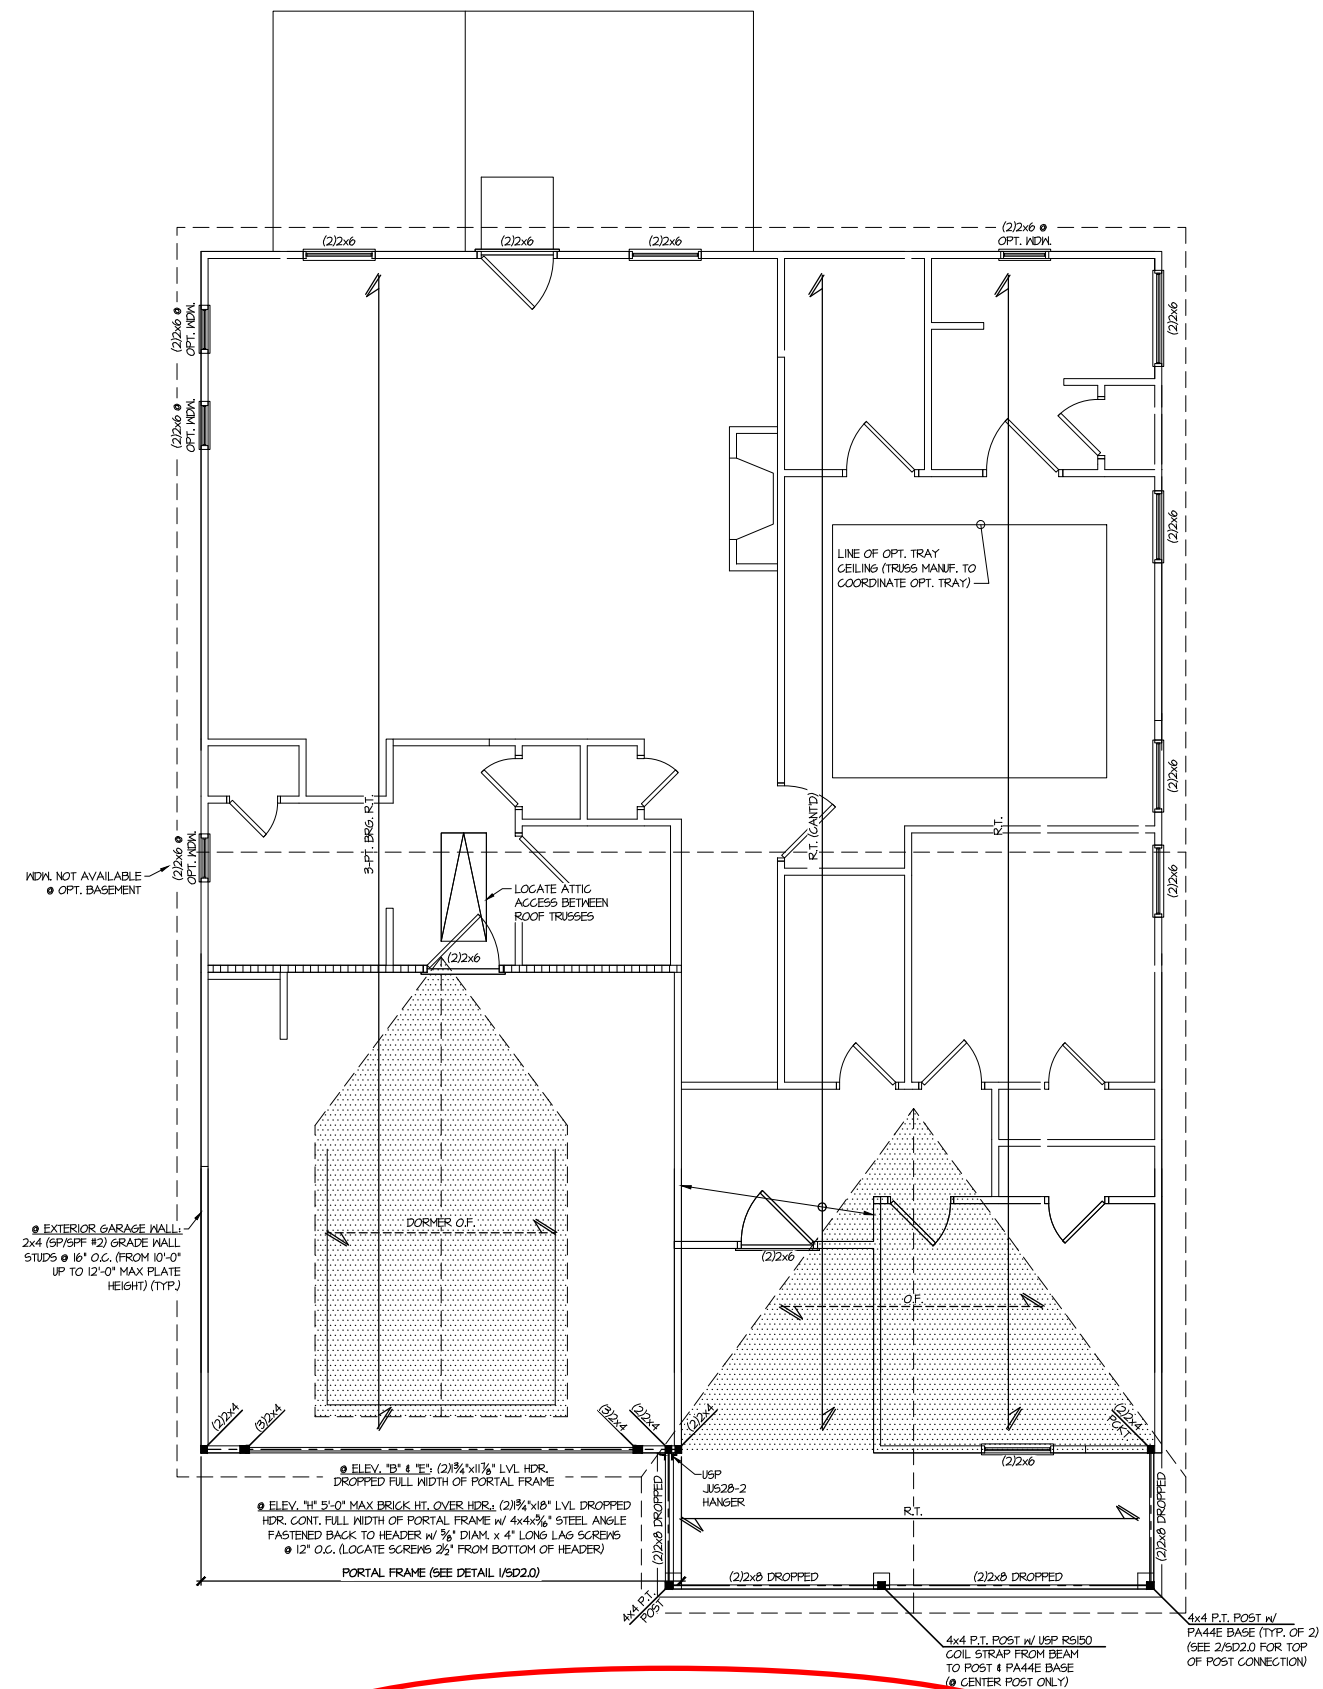 (2)2x6
(2)2x6
(2)2x6
(2)2x6 @
OPT. WDW.
(2)2x6 @
OPT. WDW.
(2)2x6
(2)2x6 @
OPT. WDW.
(2)2x6
LINE OF OPT. TRAY
CEILING (TRUSS MANUF. TO
COORDINATE OPT. TRAY)
(2)2x6
3-PT. BRG. R.T.
R.T. (CANT'D)
R.T.
(2)2x6 @
OPT. WDW.
WDW. NOT AVAILABLE
@ OPT. BASEMENT
(2)2x6
LOCATE ATTIC
ACCESS BETWEEN
ROOF TRUSSES
(2)2x6
DORMER O.F.
@ EXTERIOR GARAGE WALL:
2x4 (SP/SPF #2) GRADE WALL
STUDS @ 16" O.C. (FROM 10'-0"
UP TO 12'-0" MAX PLATE
HEIGHT) (TYP.)
(2)2x6
O.F.
(2)2x4
(3)2x4
(3)2x4
(2)2x4
(2)2x4
(2)2x4
PCKT.
(2)2x6
@ ELEV. "B" & "E": (2)1¾"x11⅞" LVL HDR.
DROPPED FULL WIDTH OF PORTAL FRAME
USP
JUS28-2
HANGER
@ ELEV. "H" 5'-0" MAX BRICK HT. OVER HDR.: (2)1¾"x18" LVL DROPPED
HDR. CONT. FULL WIDTH OF PORTAL FRAME w/ 4x4x5/16" STEEL ANGLE
FASTENED BACK TO HEADER w/ ⅝" DIAM. x 4" LONG LAG SCREWS
@ 12" O.C. (LOCATE SCREWS 2½" FROM BOTTOM OF HEADER)
R.T.
(2)2x8 DROPPED
(2)2x8 DROPPED
PORTAL FRAME (SEE DETAIL 1/SD2.0)
(2)2x8 DROPPED
(2)2x8 DROPPED
4x4 P.T.
POST
4x4 P.T. POST w/
PA44E BASE (TYP. OF 2)
(SEE 2/SD2.0 FOR TOP
OF POST CONNECTION)
4x4 P.T. POST w/ USP RS150
COIL STRAP FROM BEAM
TO POST & PA44E BASE
(@ CENTER POST ONLY)